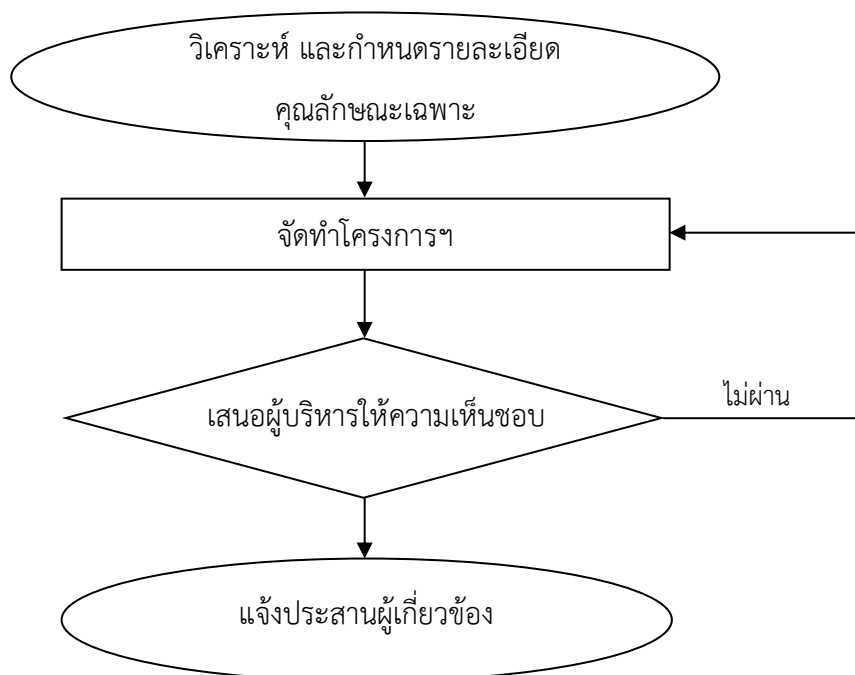 วิเคราะห์ และกำหนดรายละเอียด
คุณลักษณะเฉพาะ
จัดทำโครงการฯ
เสนอผู้บริหารให้ความเห็นชอบ
ไม่ผ่าน
แจ้งประสานผู้เกี่ยวข้อง